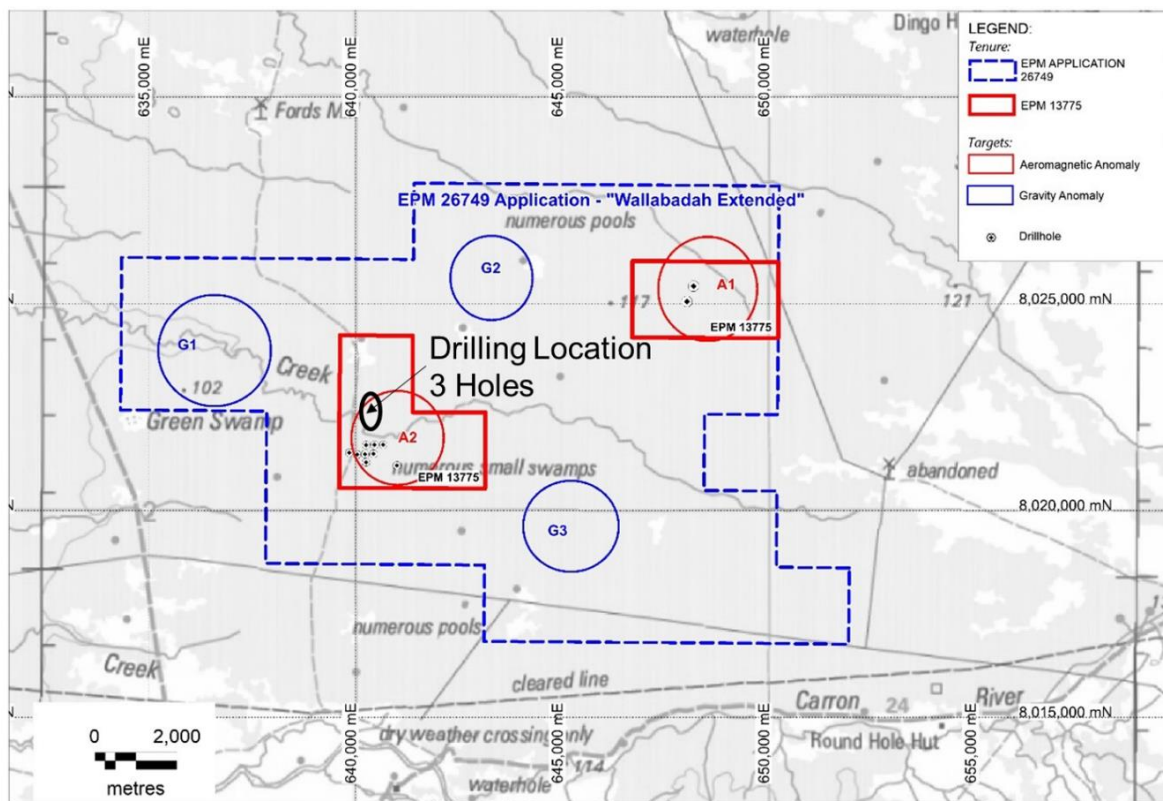 Dingo H
waterhole
635,000 mE
640,000 mE
645,000 mE
650,000 mE
LEGEND:
Tenure:
EPM APPLICATION
26749
EPM 13775
Targets:
Aeromagnetic Anomaly
Gravity Anomaly
Drillhole
Fords M
EPM 26749 Application - "Wallabadah Extended"
numerous pools
G2
A1
117
121
8,025,000 mN
EPM 13775
G1
Drilling Location
3 Holes
Creek
102
Green Swamp
A2
numerous small swamps
EPM 13775
abandoned
2
8,020,000 mN
G3
numerous pools
Creek
cleared line
Carron
24
River
8,015,000 mN
0
2,000
metres
640,000 mE
dry weather crossing only
114
waterhole
645,000 mE
650,000 mE
Round Hole Hut
655,000 mE